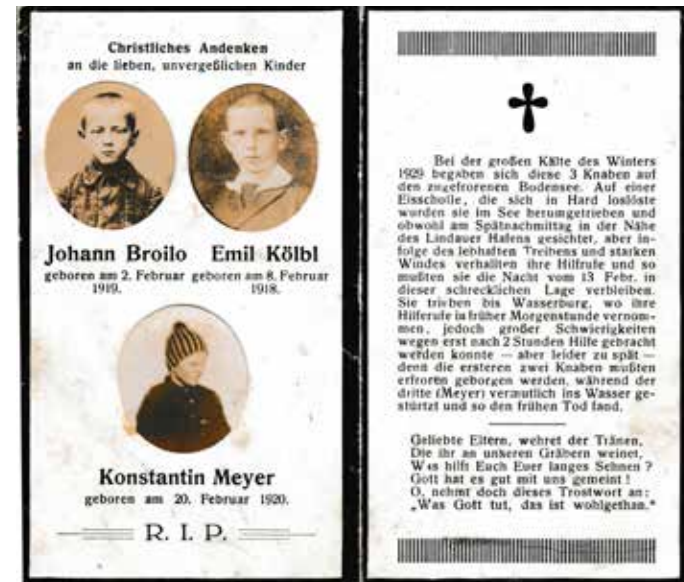 Christliches Andenken
an die lieben, unvergeßlichen Kinder
Johann Broilo
geboren am 2. Februar
1919.
Emil Kölbl
geboren am 8. Februar
1918.
Konstantin Meyer
geboren am 20. Februar 1920.
R. I. P.
Bei der großen Kälte des Winters
1929 begaben sich diese 3 Knaben auf
den zugefrorenen Bodensee. Auf einer
Eisscholle, die sich in Hard loslöste
wurden sie im See herumgetrieben und
obwohl am Spätnachmittag in der Nähe
des Lindauer Hafens gesichtet, aber in-
folge des lebhaften Treibens und starken
Windes verhallten ihre Hilfrufe und so
mußten sie die Nacht vom 13 Febr. in
dieser schrecklichen Lage verbleiben.
Sie trieben bis Wasserburg, wo ihre
Hilferufe in früher Morgenstunde vernom-
men, jedoch großer Schwierigkeiten
wegen erst nach 2 Stunden Hilfe gebracht
werden konnte — aber leider zu spät —
denn die ersteren zwei Knaben mußten
erfroren geborgen werden, während der
dritte (Meyer) vermutlich ins Wasser ge-
stürzt und so den frühen Tod fand.
Geliebte Eltern, wehret der Tränen,
Die ihr an unseren Gräbern weinet,
Was hilft Euch Euer langes Sehnen ?
Gott hat es gut mit uns gemeint !
O, nehmt doch dieses Trostwort an :
„Was Gott tut, das ist wohlgethan.“